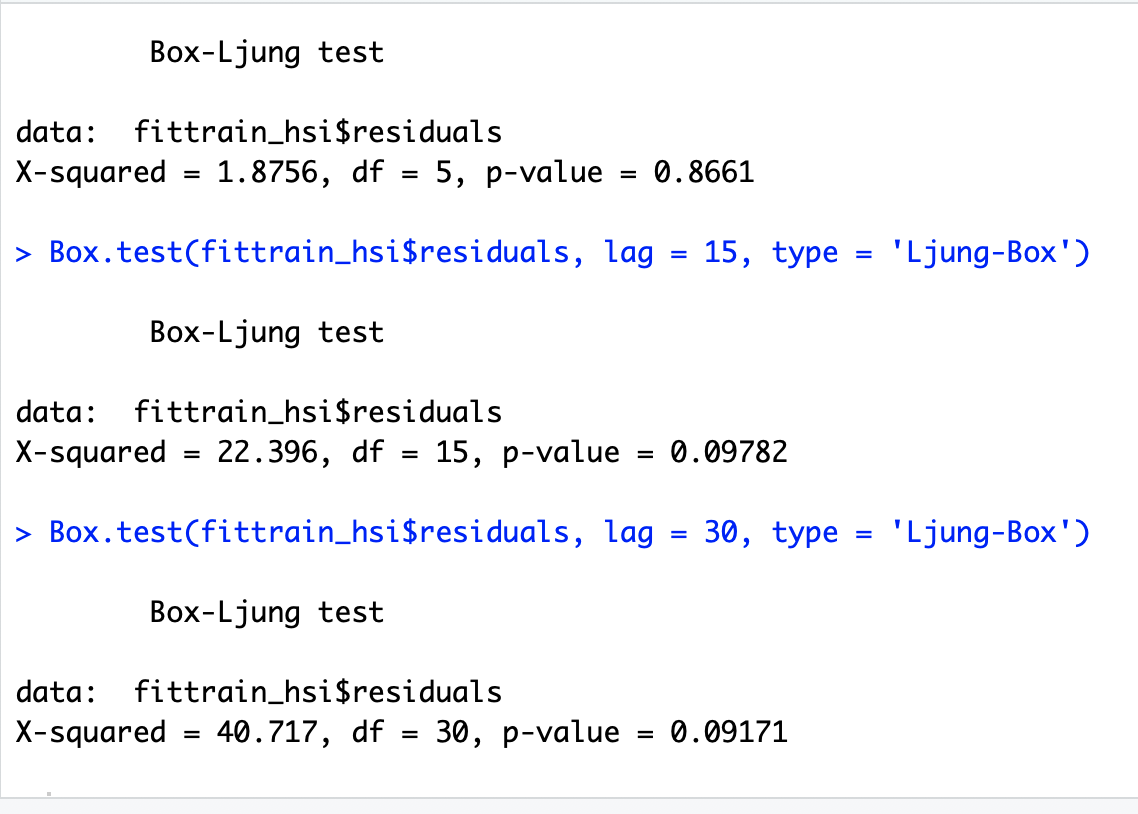 Box-Ljung test
data:  fittrain_hsi$residuals
X-squared = 1.8756, df = 5, p-value = 0.8661
> Box.test(fittrain_hsi$residuals, lag = 15, type = 'Ljung-Box')
Box-Ljung test
data:  fittrain_hsi$residuals
X-squared = 22.396, df = 15, p-value = 0.09782
> Box.test(fittrain_hsi$residuals, lag = 30, type = 'Ljung-Box')
Box-Ljung test
data:  fittrain_hsi$residuals
X-squared = 40.717, df = 30, p-value = 0.09171